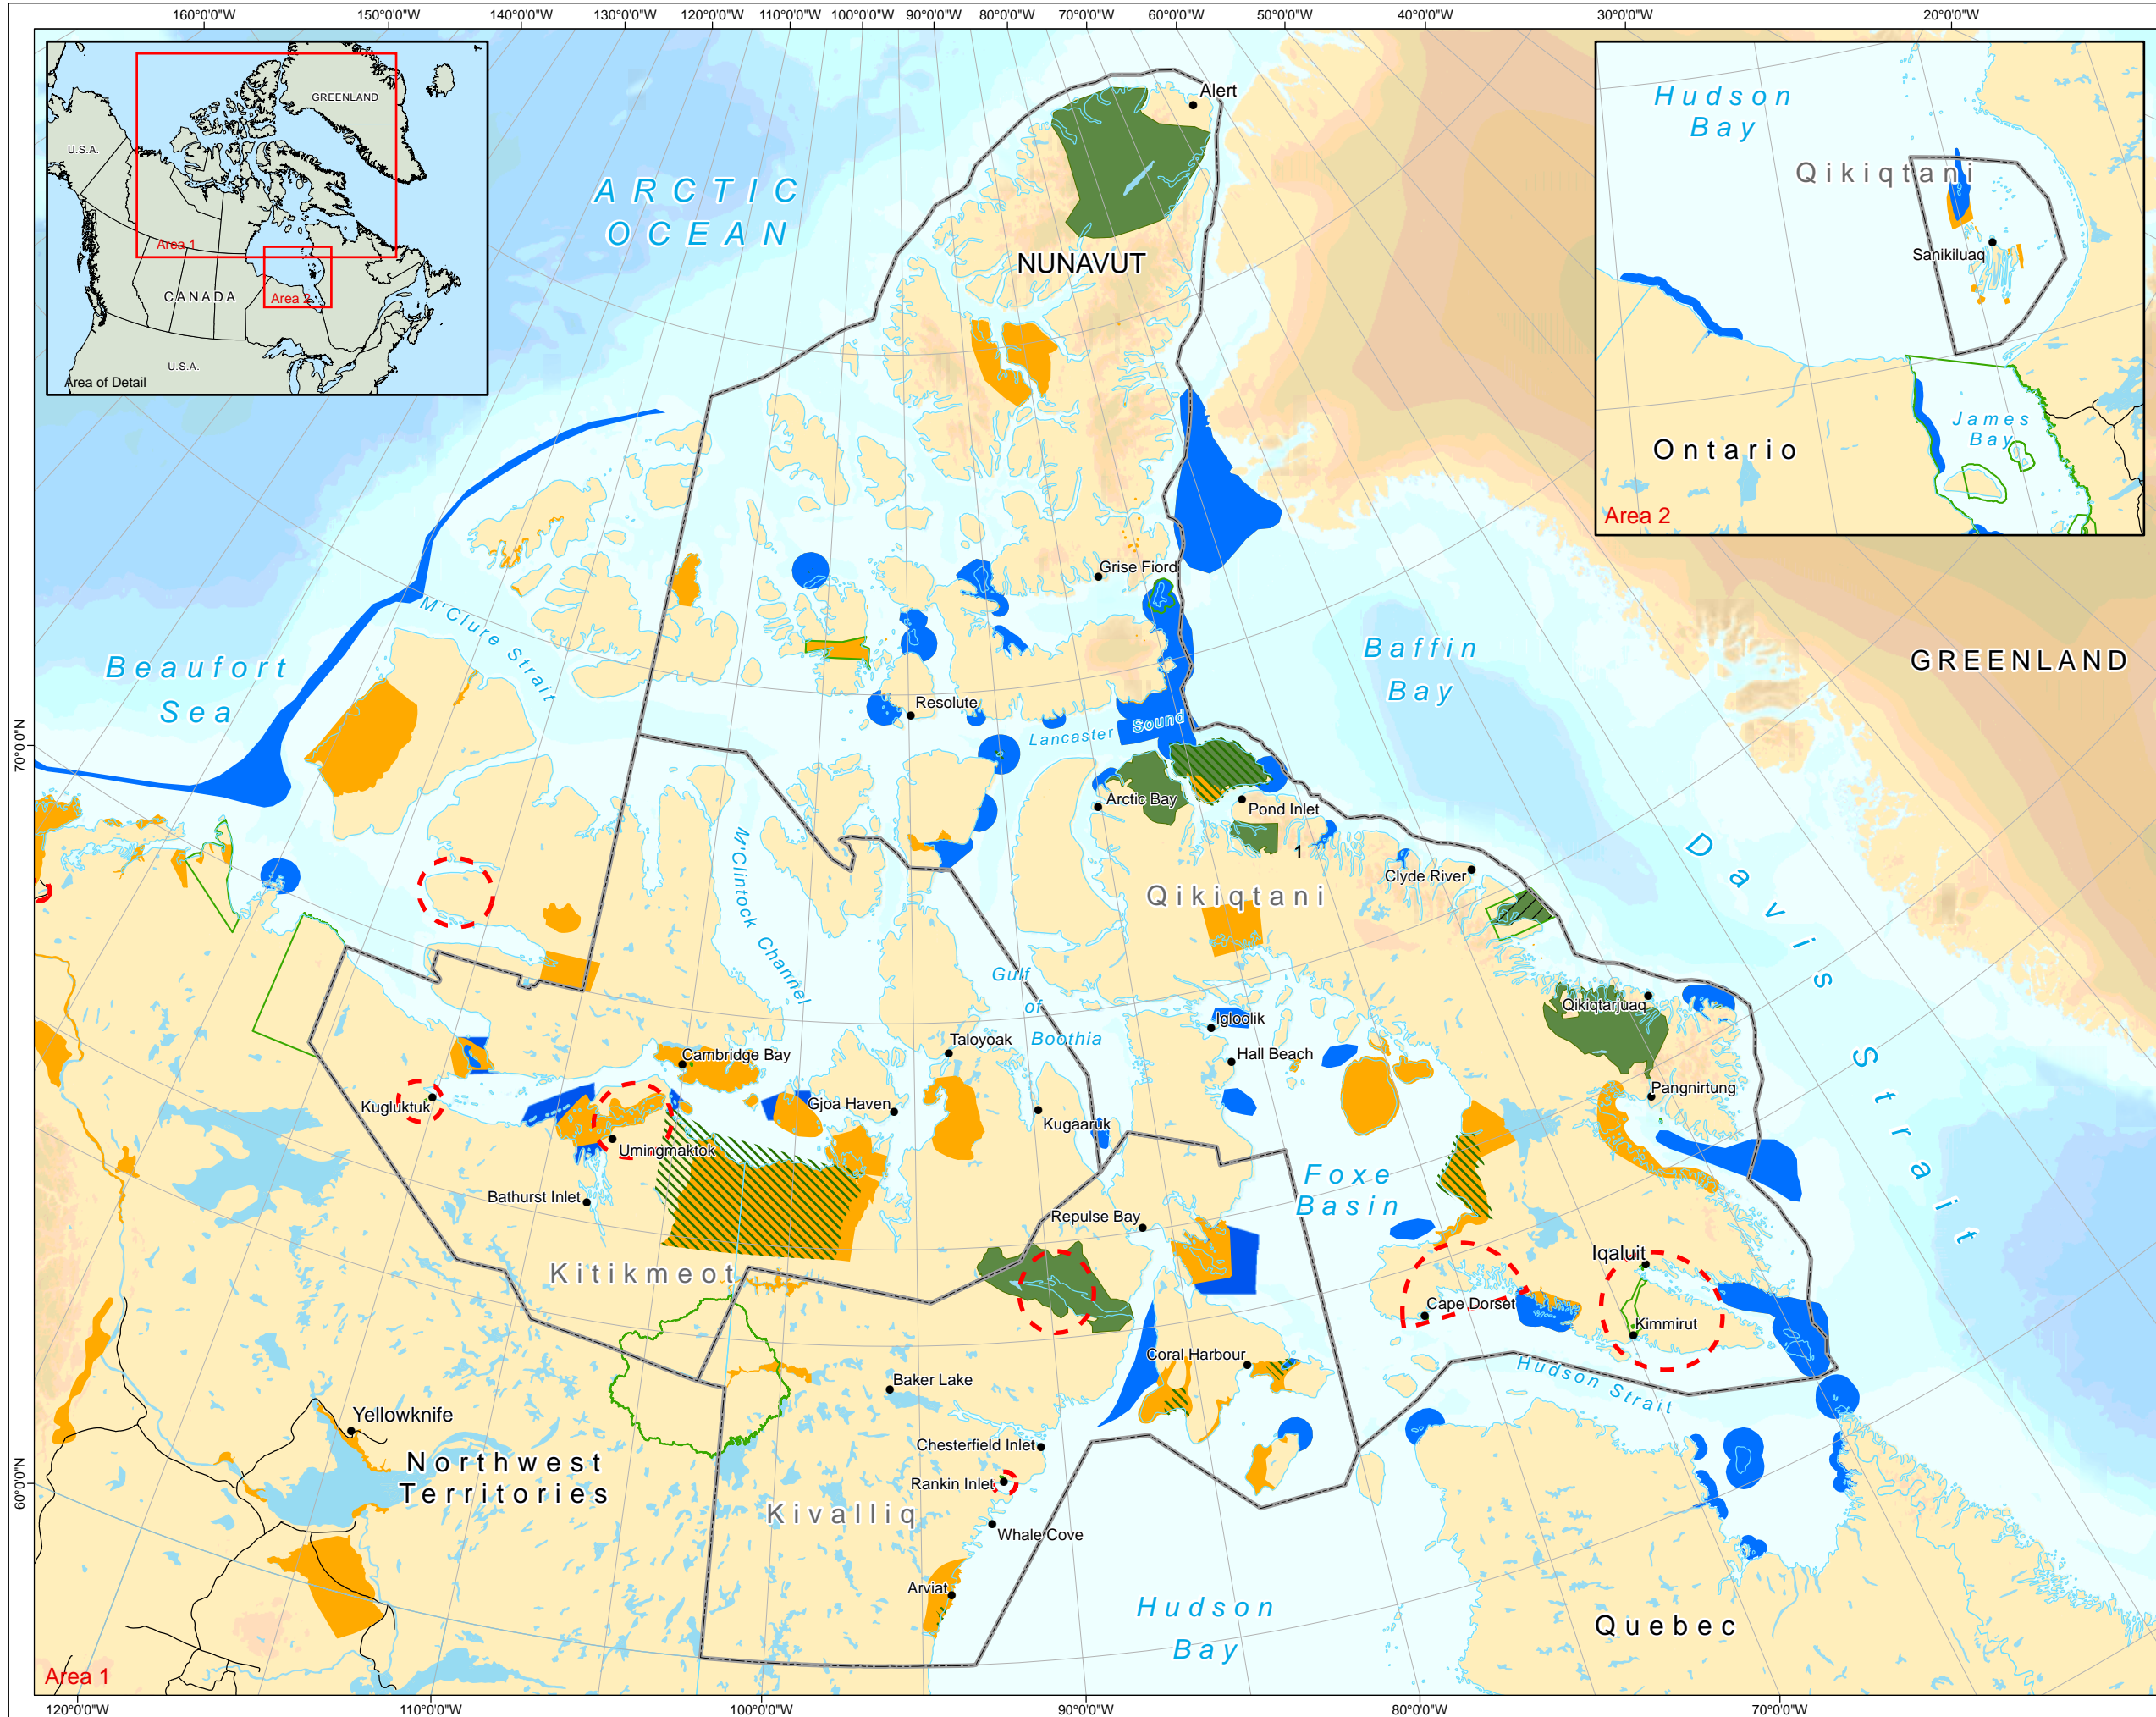 160°0'0"W 150°0'0"W 140°0'0"W 130°0'0"W 120°0'0"W 110°0'0"W 100°0'0"W 90°0'0"W 80°0'0"W 70°0'0"W 60°0'0"W 50°0'0"W 40°0'0"W 30°0'0"W 20°0'0"W
GREENLAND
U.S.A.
Area 1
CANADA
Area 2
U.S.A.
Area of Detail
Hudson
Bay
Qikiqtani
Sanikiluaq
James
Bay
Ontario
Area 2
Alert
ARCTIC
OCEAN
NUNAVUT
Grise Fiord
M'Clure Strait
Beaufort
Sea
Baffin
Bay
GREENLAND
Resolute
Lancaster Sound
70°0'0"N
Arctic Bay
Pond Inlet
1
M'Clintock Channel
Clyde River
Qikiqtani
Davis Strait
Gulf
of
Boothia
Qikiqtarjuaq
Igloolik
Taloyoak
Hall Beach
Cambridge Bay
Pangnirtung
Kugluktuk
Gjoa Haven
Kugaaruk
Umingmaktok
Foxe
Basin
Bathurst Inlet
Repulse Bay
Iqaluit
Kitikmeot
Cape Dorset
Kimmirut
Coral Harbour
Hudson Strait
Baker Lake
Yellowknife
Chesterfield Inlet
Northwest
Territories
Rankin Inlet
60°0'0"N
Kivalliq
Whale Cove
Arviat
Hudson
Bay
Quebec
Area 1
120°0'0"W 110°0'0"W 100°0'0"W 90°0'0"W 80°0'0"W 70°0'0"W